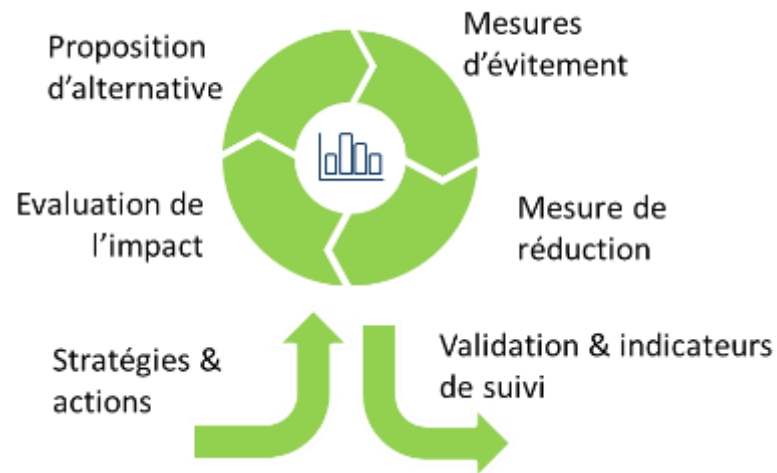 Proposition
d'alternative
Mesures
d'évitement
Evaluation de
l'impact
Mesure de
réduction
Stratégies &
actions
Validation & indicateurs
de suivi